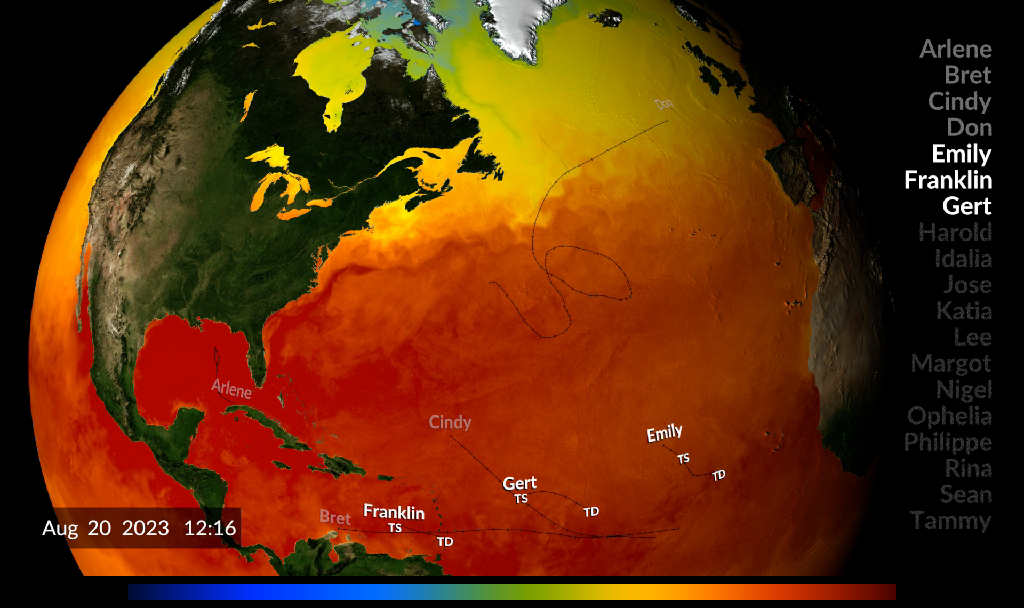 Arlene
Bret
Cindy
Don
Emily
Franklin
Gert
Harold
Idalia
Jose
Katia
Lee
Margot
Nigel
Ophelia
Philippe
Rina
Sean
Tammy
Don
Arlene
Cindy
Emily
TS
TD
Gert
TS
TD
Bret
Franklin
TS
TD
Aug 20 2023 12:16